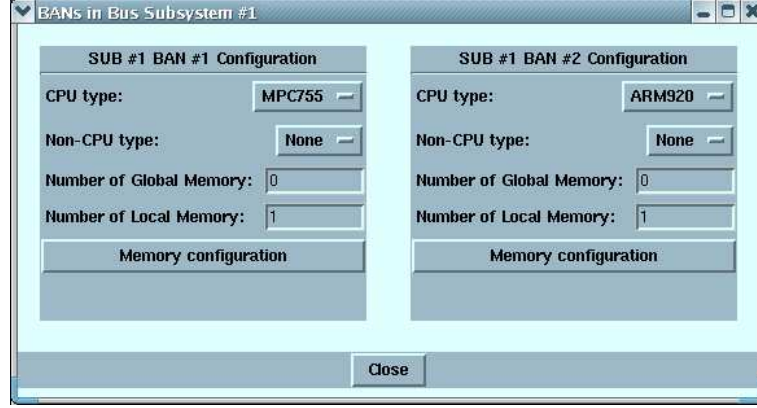 BANs in Bus Subsystem #1
SUB #1 BAN #1 Configuration
CPU type: MPC755
Non-CPU type: None
Number of Global Memory: 0
Number of Local Memory: 1
Memory configuration
SUB #1 BAN #2 Configuration
CPU type: ARM920
Non-CPU type: None
Number of Global Memory: 0
Number of Local Memory: 1
Memory configuration
Close